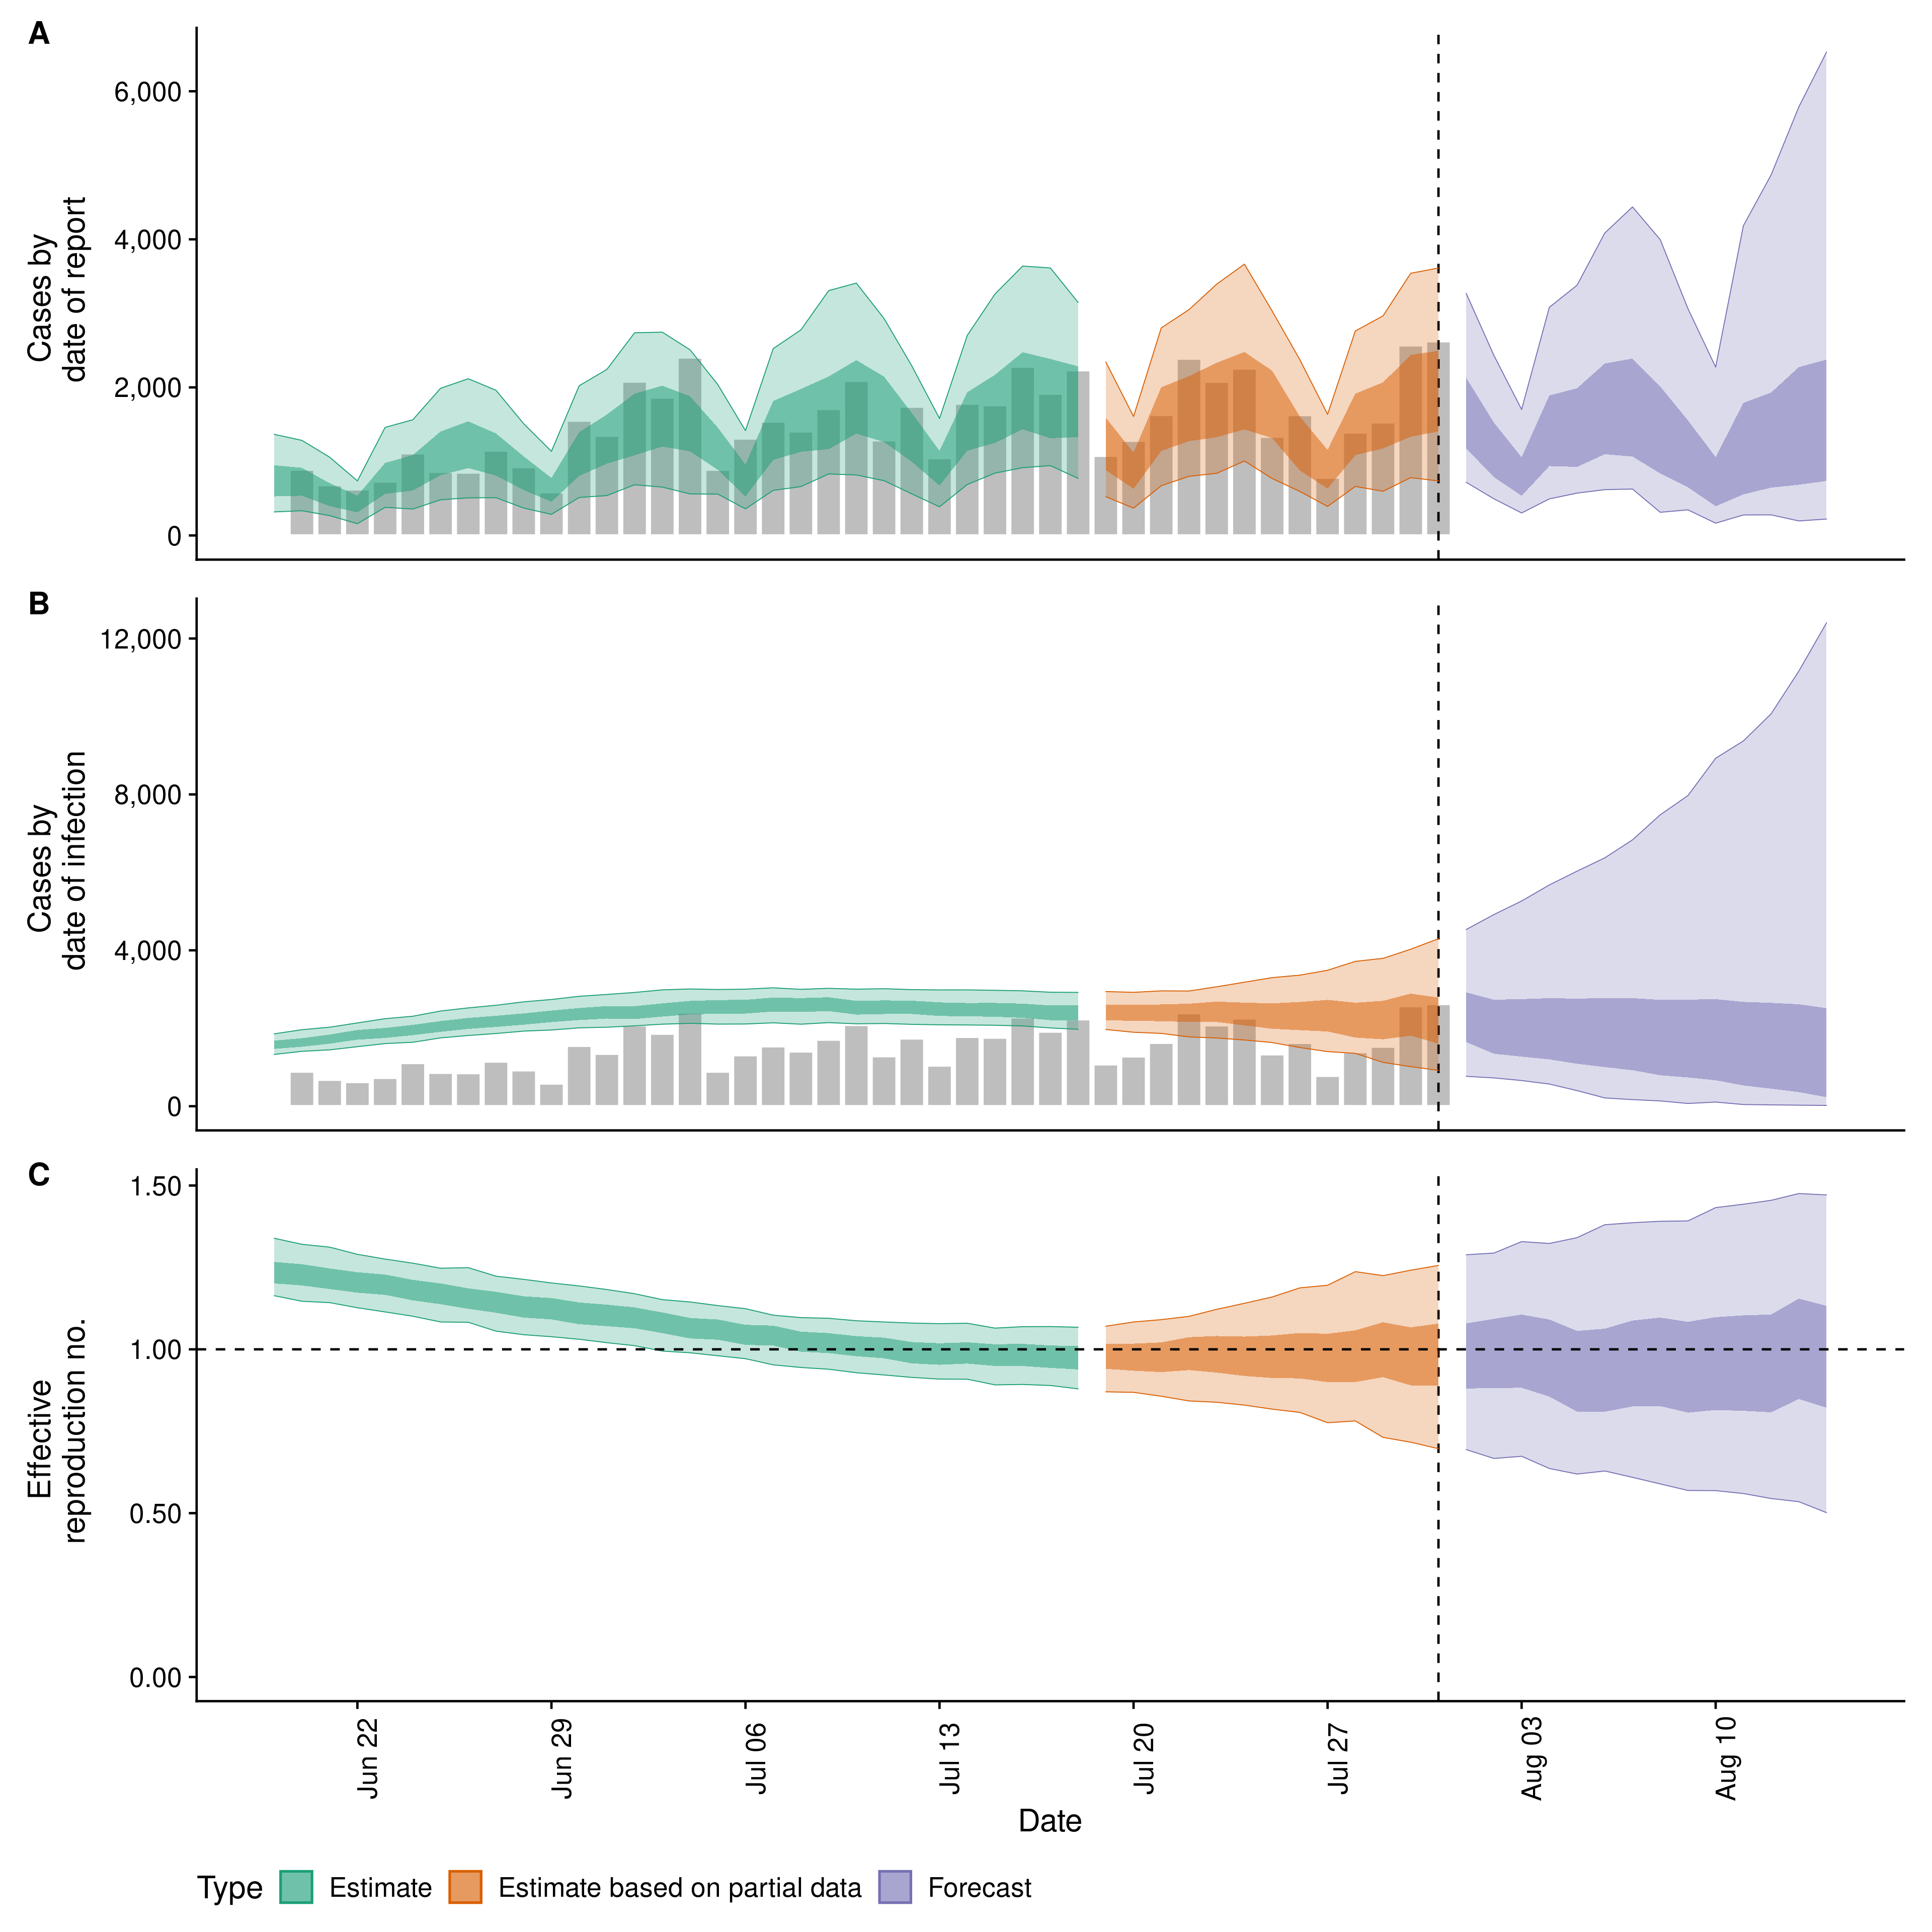 A
6,000
4,000
2,000
0
Cases by
date of report
B
12,000
8,000
4,000
0
Cases by
date of infection
C
1.50
1.00
0.50
0.00
Effective
reproduction no.
Jun 22
Jun 29
Jul 06
Jul 13
Jul 20
Jul 27
Aug 03
Aug 10
Date
Type Estimate Estimate based on partial data Forecast